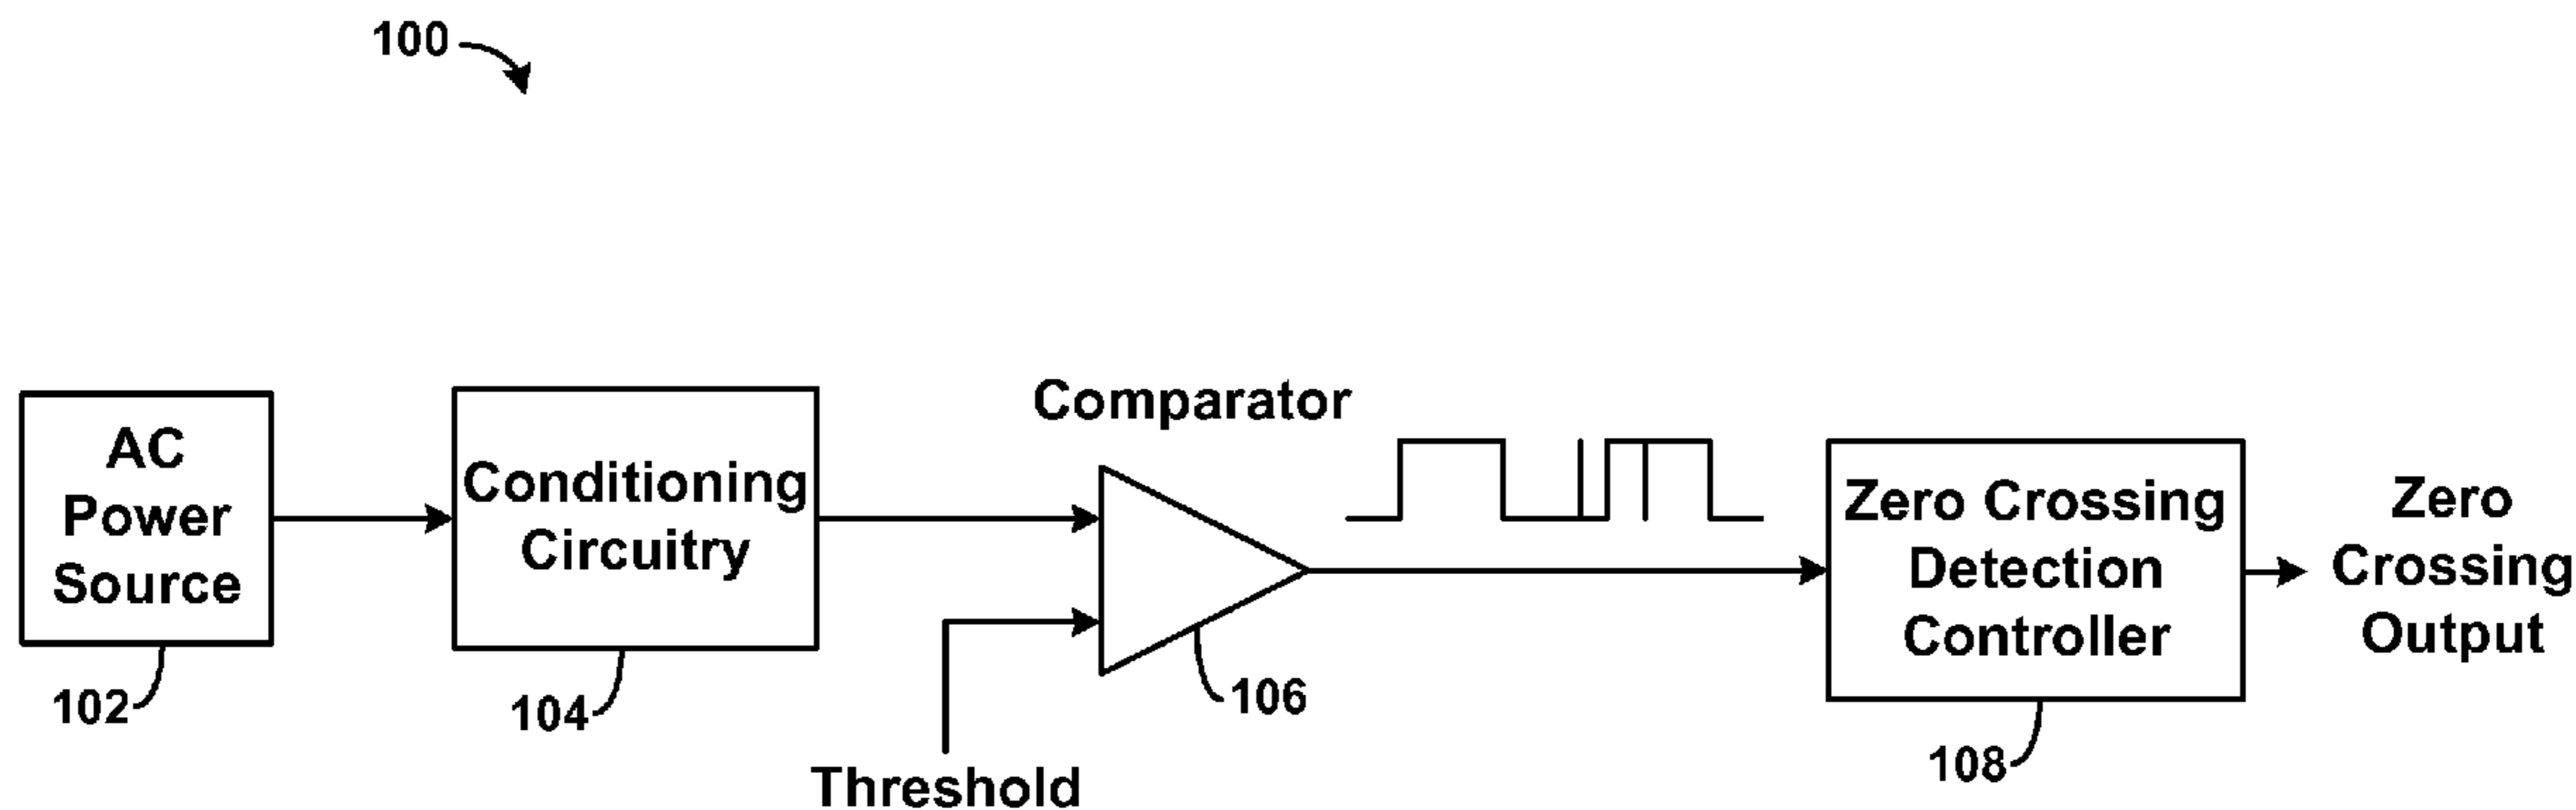 100
AC
Power
Source
102
Conditioning
Circuitry
104
Comparator
106
Threshold
Zero Crossing
Detection
Controller
108
Zero
Crossing
Output